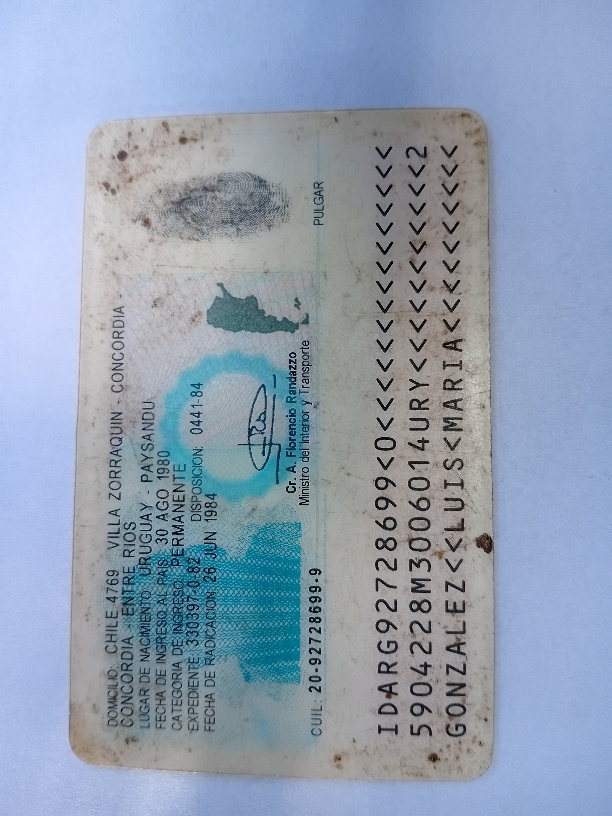 DOMICILIO: CHILE 4769 - VILLA ZORRAQUIN - CONCORDIA -
CONCORDIA - ENTRE RIOS
LUGAR DE NACIMIENTO: URUGUAY - PAYSANDU
FECHA DE INGRESO AL PAIS: 30 AGO 1980
CATEGORIA DE INGRESO: PERMANENTE
EXPEDIENTE: 330397-0-82 DISPOSICION: 0441-84
FECHA DE RADICACION: 26 JUN 1984
Cr. A. Florencio Randazzo
Ministro del Interior y Transporte
PULGAR
CUIL: 20-92728699-9
IDARG92728699<0<<<<<<<<<<<<<<<
5904228M3006014URY<<<<<<<<<<<2
GONZALEZ<<LUIS<MARIA<<<<<<<<<<